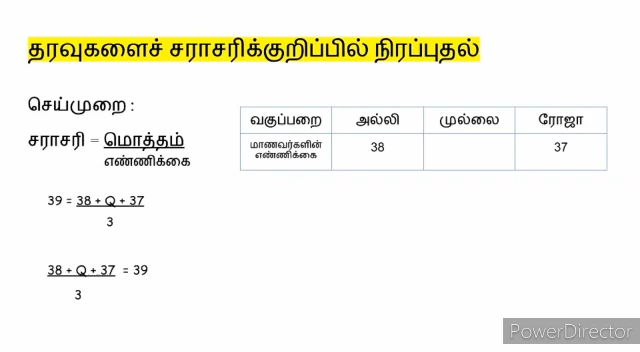 தரவுகளைச் சராசரிக்குறிப்பில் நிரப்புதல்
செய்முறை :
சராசரி = மொத்தம்
எண்ணிக்கை
வகுப்பறை அல்லி முல்லை ரோஜா
மாணவர்களின்
எண்ணிக்கை
38 37
39 = 38 + Q + 37
3
38 + Q + 37 = 39
3
PowerDirector